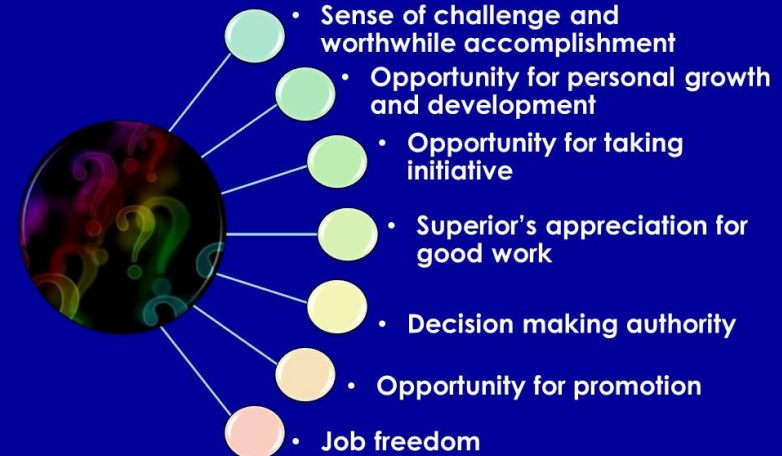 • Sense of challenge and
worthwhile accomplishment
• Opportunity for personal growth
and development
• Opportunity for taking
initiative
• Superior’s appreciation for
good work
• Decision making authority
• Opportunity for promotion
• Job freedom